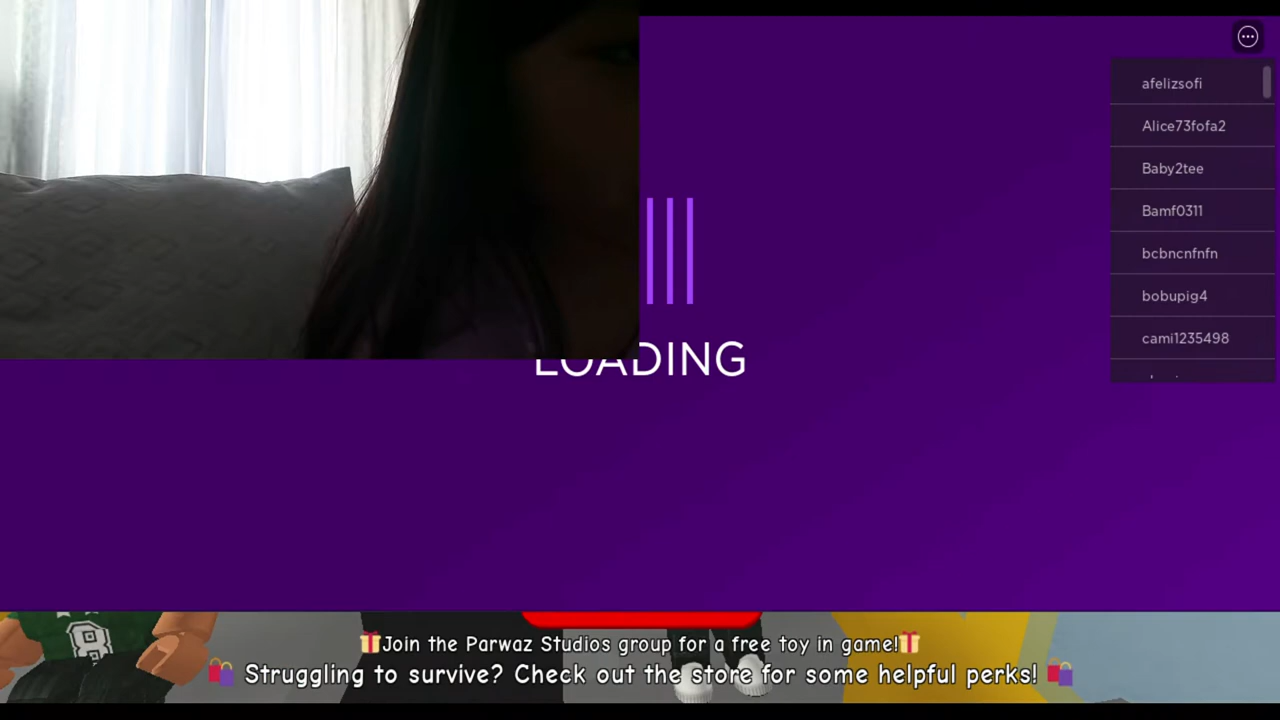 afelizsofi
Alice73fofa2
Baby2tee
Bamf0311
bcbncnfnfn
bobupig4
cami1235498
LOADING
🎁Join the Parwaz Studios group for a free toy in game!🎁
🛍️ Struggling to survive? Check out the store for some helpful perks! 🛍️